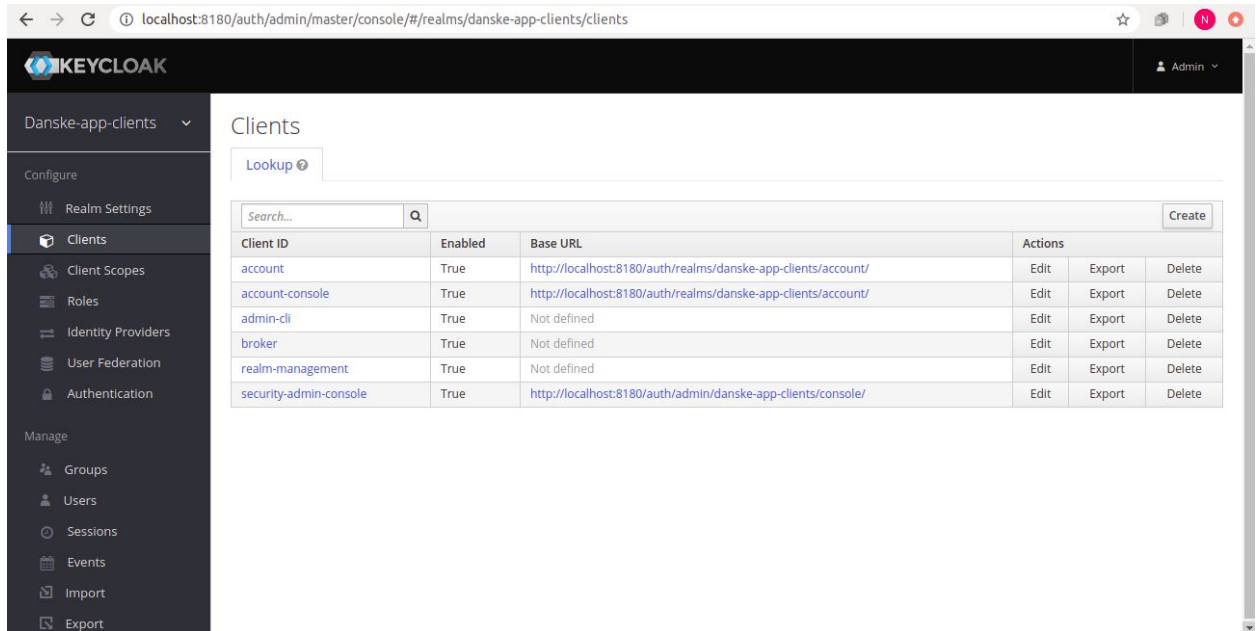 localhost:8180/auth/admin/master/console/#/realms/danske-app-clients/clients
N
KEYCLOAK
Admin
Danske-app-clients
Configure
Realm Settings
Clients
Client Scopes
Roles
Identity Providers
User Federation
Authentication
Manage
Groups
Users
Sessions
Events
Import
Export
Clients
Lookup
Search...
Create
Client ID Enabled Base URL Actions
account True http://localhost:8180/auth/realms/danske-app-clients/account/ Edit Export Delete
account-console True http://localhost:8180/auth/realms/danske-app-clients/account/ Edit Export Delete
admin-cli True Not defined Edit Export Delete
broker True Not defined Edit Export Delete
realm-management True Not defined Edit Export Delete
security-admin-console True http://localhost:8180/auth/admin/danske-app-clients/console/ Edit Export Delete